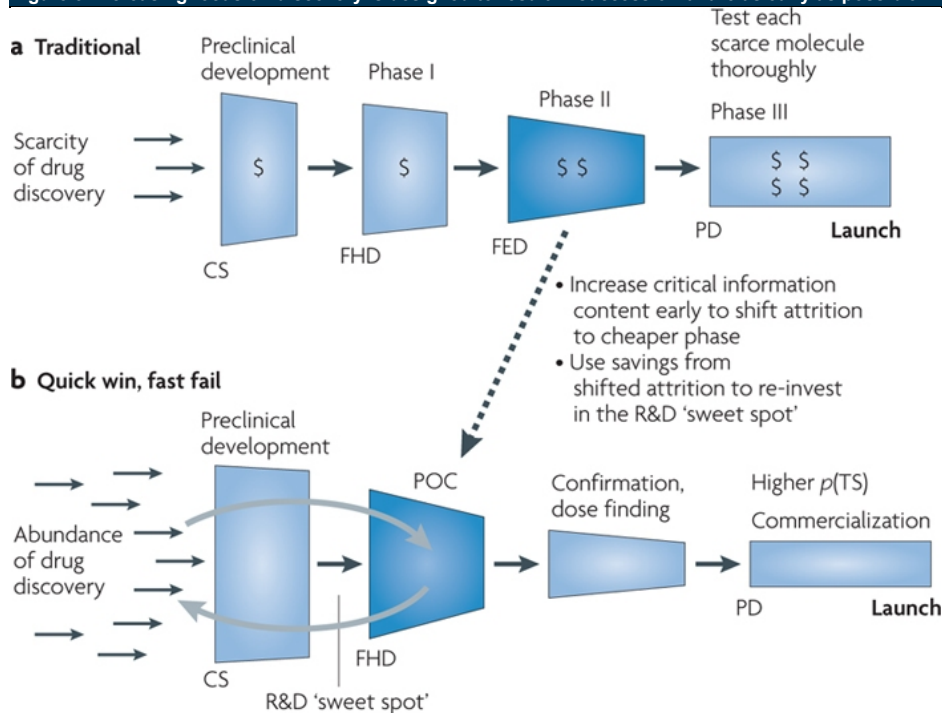 a Traditional
Scarcity
of drug
discovery
Preclinical
development
$
CS
Phase I
$
FHD
Phase II
$ $
FED
Test each
scarce molecule
thoroughly
Phase III
$ $
$ $
PD
Launch
• Increase critical information
content early to shift attrition
to cheaper phase
• Use savings from
shifted attrition to re-invest
in the R&D ‘sweet spot’
b Quick win, fast fail
Abundance
of drug
discovery
Preclinical
development
CS
R&D ‘sweet spot’
POC
FHD
Confirmation,
dose finding
Higher p(TS)
Commercialization
PD
Launch